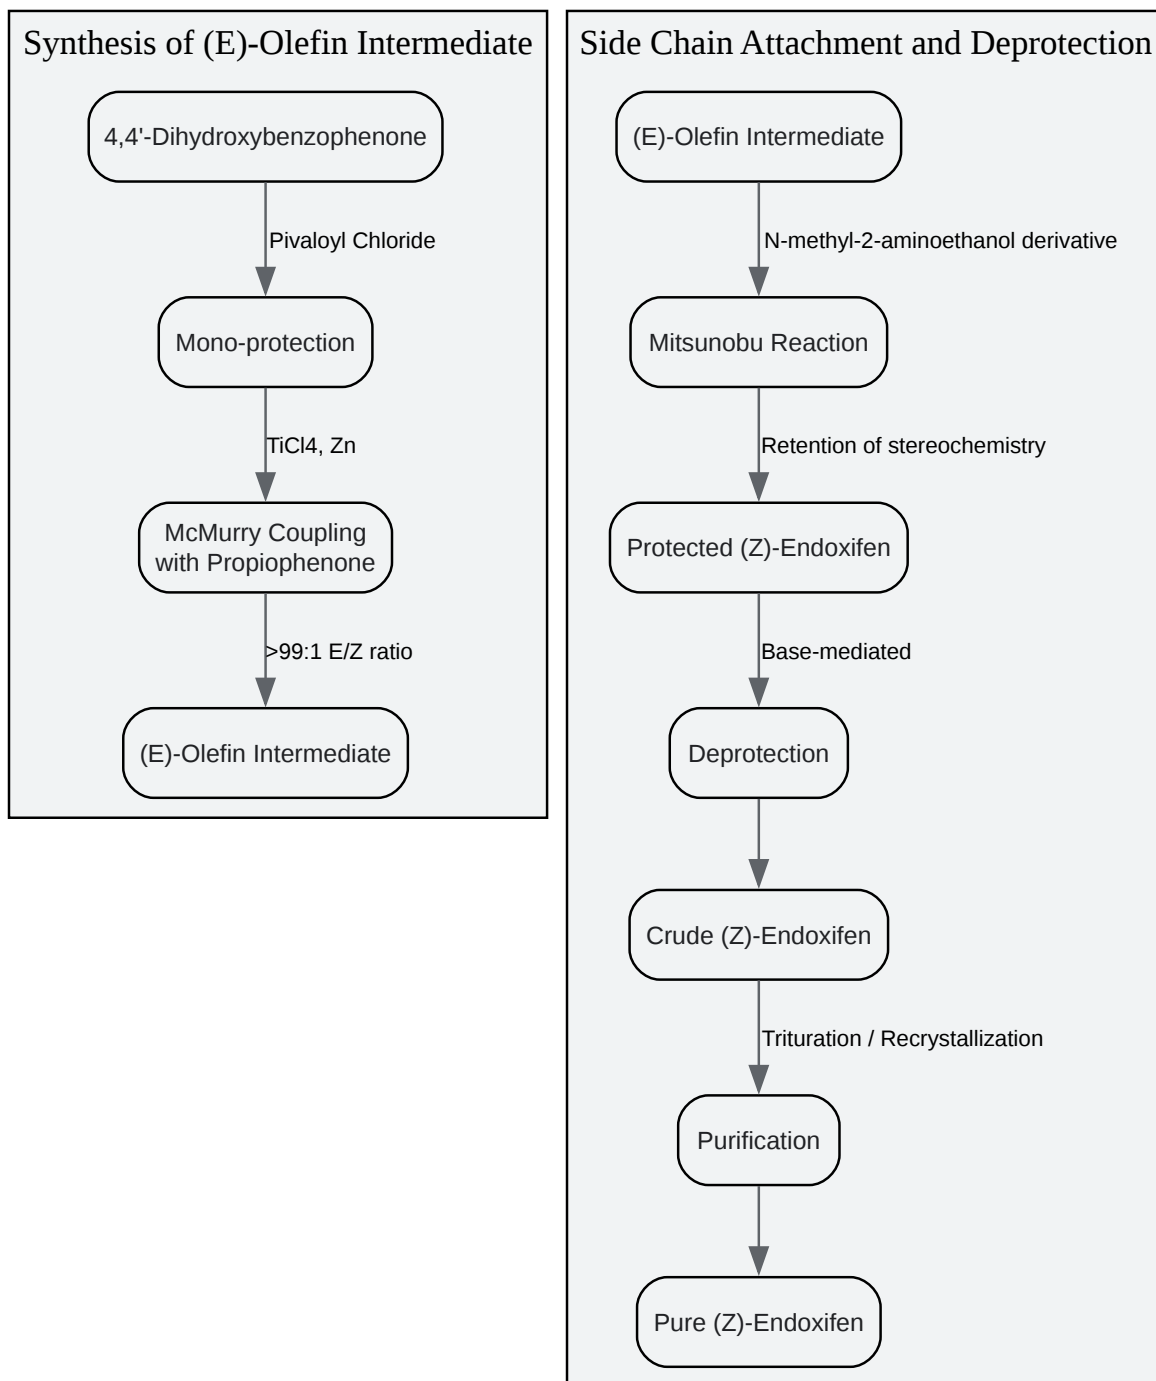 Synthesis of (E)-Olefin Intermediate
4,4'-Dihydroxybenzophenone
Pivaloyl Chloride
Mono-protection
TiCl4, Zn
McMurry Coupling
with Propiophenone
>99:1 E/Z ratio
(E)-Olefin Intermediate
Side Chain Attachment and Deprotection
(E)-Olefin Intermediate
N-methyl-2-aminoethanol derivative
Mitsunobu Reaction
Retention of stereochemistry
Protected (Z)-Endoxifen
Base-mediated
Deprotection
Crude (Z)-Endoxifen
Trituration / Recrystallization
Purification
Pure (Z)-Endoxifen